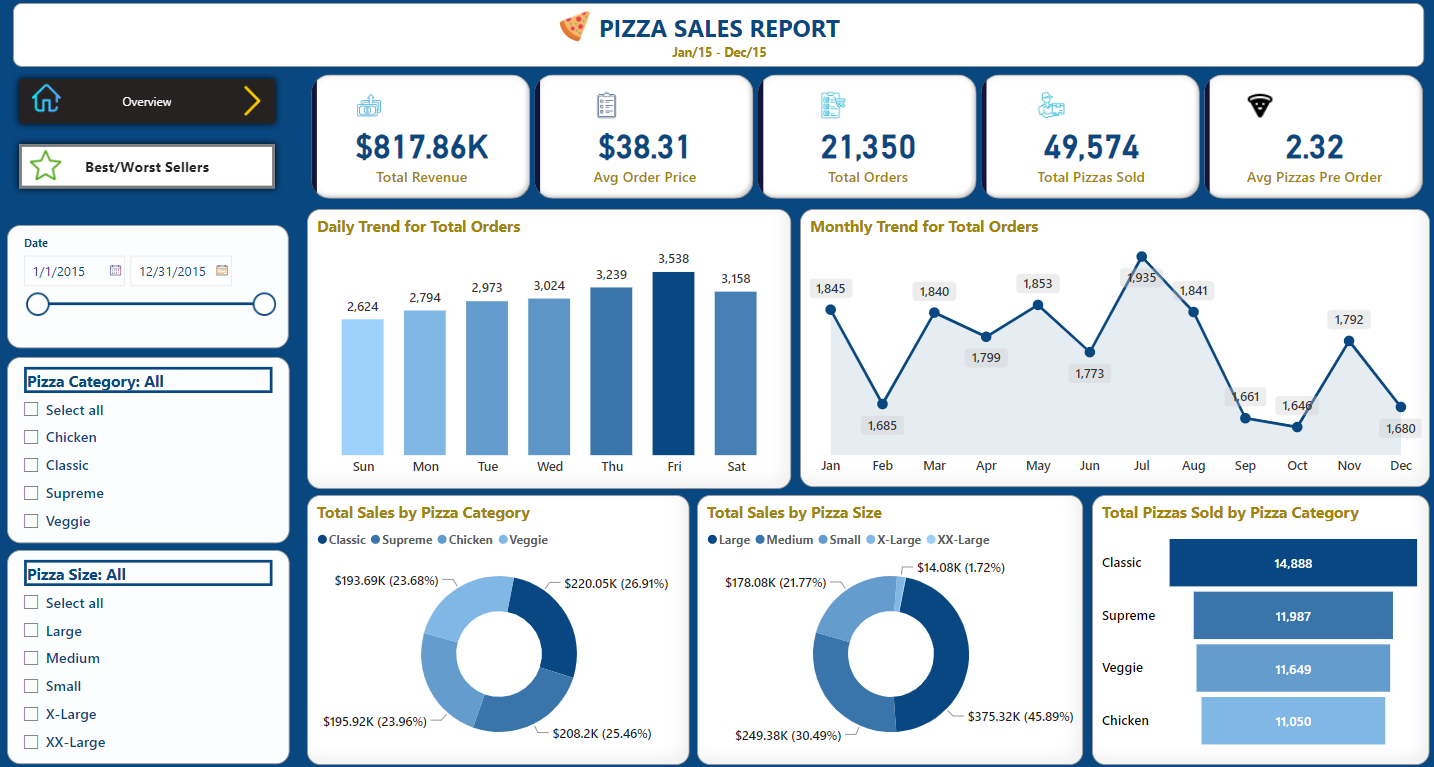 PIZZA SALES REPORT
Jan/15 - Dec/15
Overview
Best/Worst Sellers
$817.86K
Total Revenue
$38.31
Avg Order Price
21,350
Total Orders
49,574
Total Pizzas Sold
2.32
Avg Pizzas Pre Order
Date
1/1/2015 12/31/2015
Pizza Category: All
Select all
Chicken
Classic
Supreme
Veggie
Pizza Size: All
Select all
Large
Medium
Small
X-Large
XX-Large
Daily Trend for Total Orders
2,624 2,794 2,973 3,024 3,239 3,538 3,158
Sun Mon Tue Wed Thu Fri Sat
Monthly Trend for Total Orders
1,845 1,685 1,840 1,799 1,853 1,773 1,935 1,841 1,661 1,646 1,792 1,680
Jan Feb Mar Apr May Jun Jul Aug Sep Oct Nov Dec
Total Sales by Pizza Category
Classic Supreme Chicken Veggie
$193.69K (23.68%)
$220.05K (26.91%)
$195.92K (23.96%)
$208.2K (25.46%)
Total Sales by Pizza Size
Large Medium Small X-Large XX-Large
$14.08K (1.72%)
$178.08K (21.77%)
$375.32K (45.89%)
$249.38K (30.49%)
Total Pizzas Sold by Pizza Category
Classic 14,888
Supreme 11,987
Veggie 11,649
Chicken 11,050